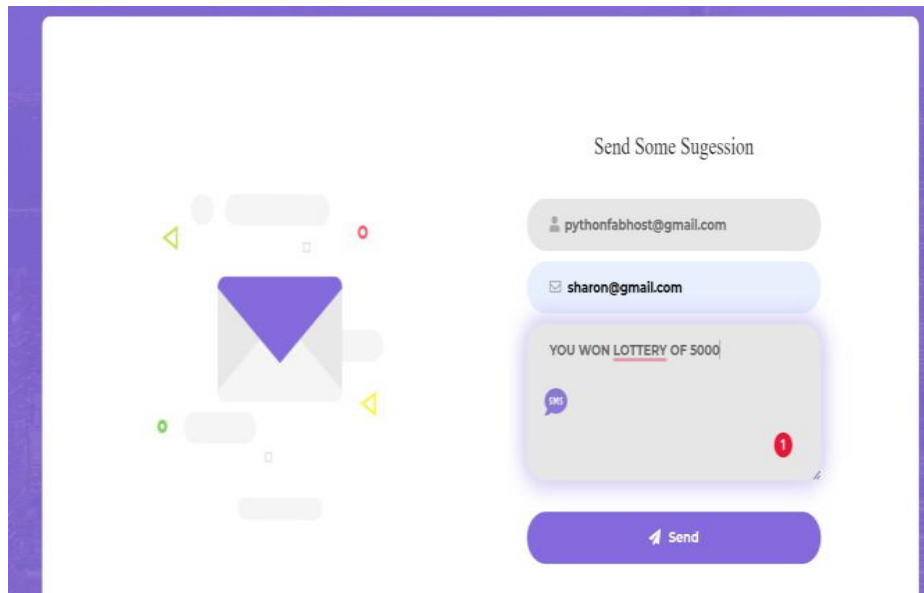 Send Some Sugession
pythonfabhost@gmail.com
sharon@gmail.com
YOU WON LOTTERY OF 5000
SMS
1
Send